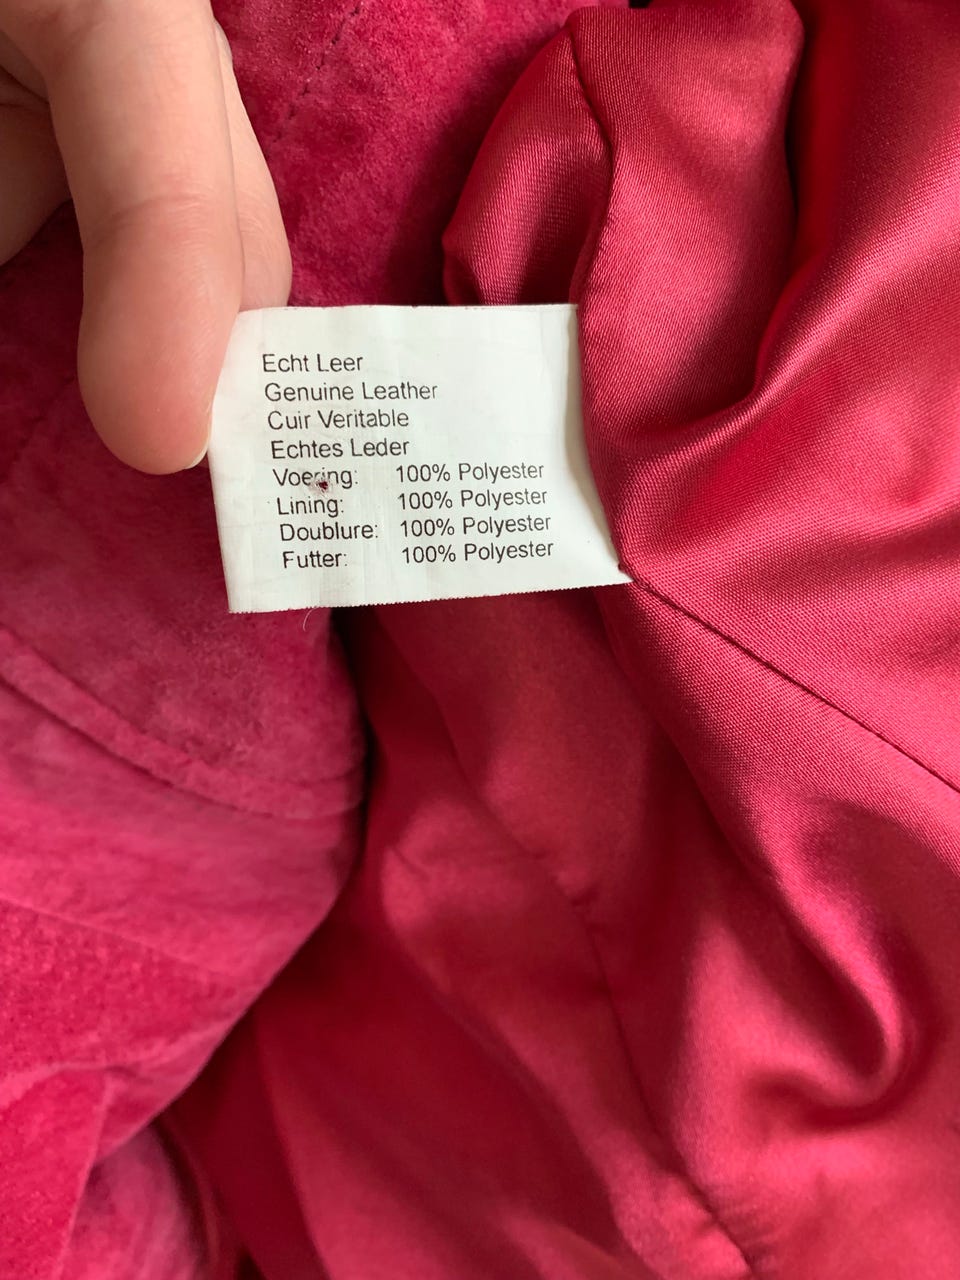 Echt Leer
Genuine Leather
Cuir Veritable
Echtes Leder
Voering: 100% Polyester
Lining: 100% Polyester
Doublure: 100% Polyester
Futter: 100% Polyester